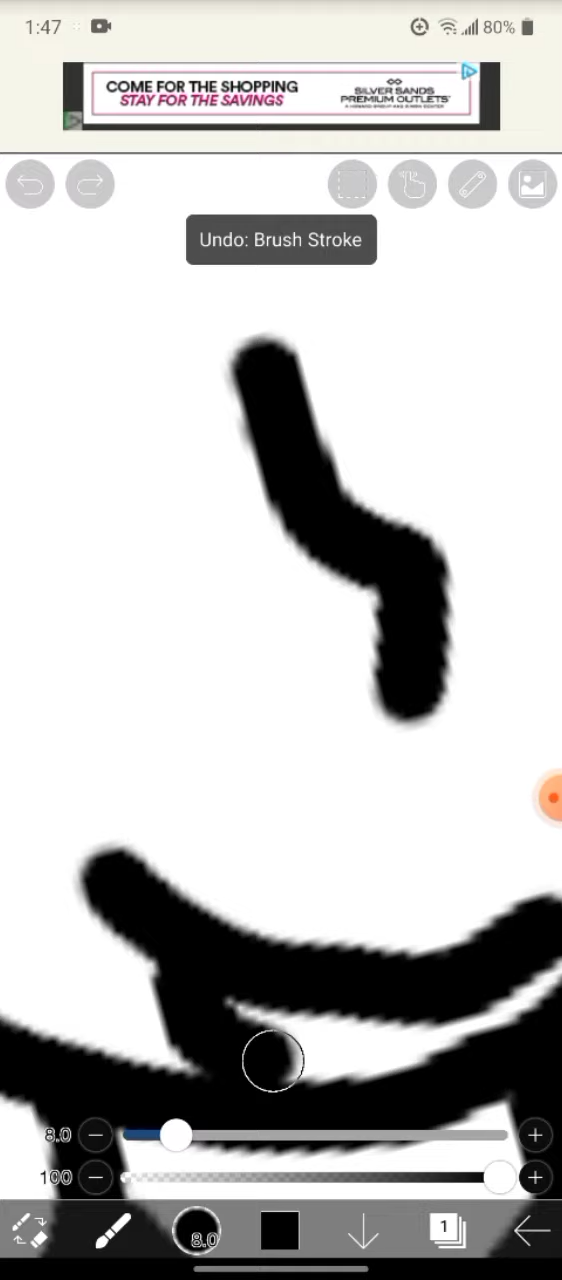 1:47
80%
COME FOR THE SHOPPING
STAY FOR THE SAVINGS
SILVER SANDS
PREMIUM OUTLETS®
Undo: Brush Stroke
8.0
100
8.0
1